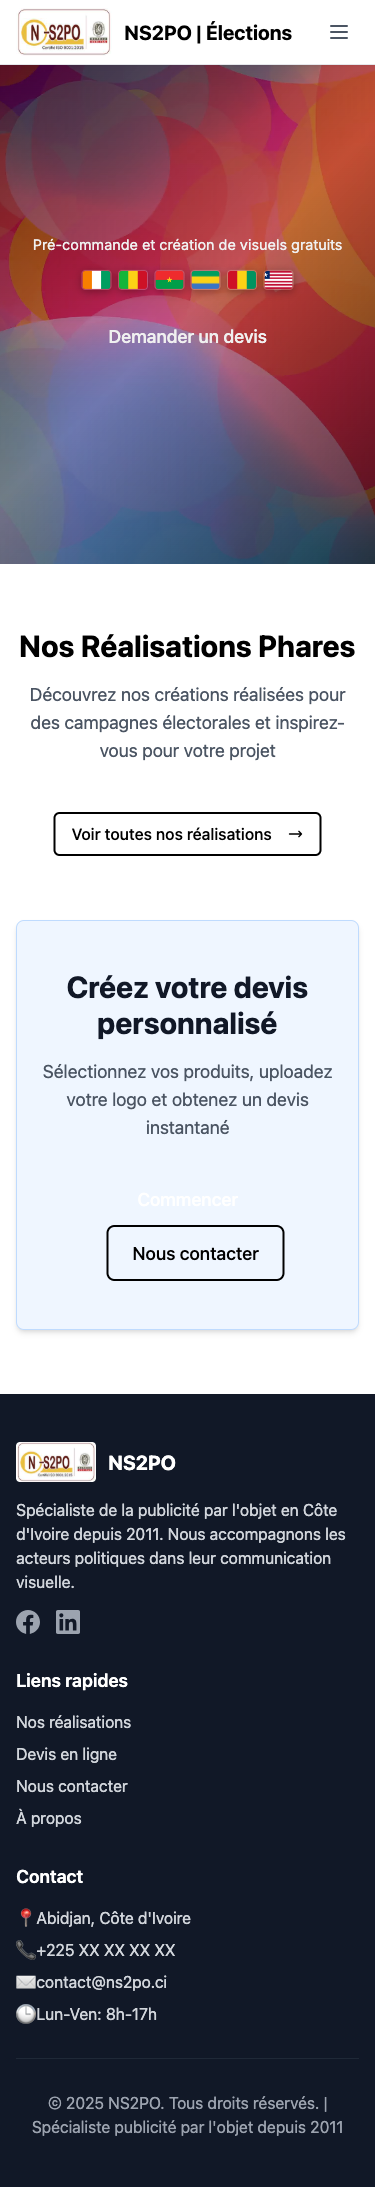 N-S2PO
Certifié ISO 9001:2015
NS2PO | Élections
Pré-commande et création de visuels gratuits
Demander un devis
Nos Réalisations Phares
Découvrez nos créations réalisées pour
des campagnes électorales et inspirez-
vous pour votre projet
Voir toutes nos réalisations →
Créez votre devis
personnalisé
Sélectionnez vos produits, uploadez
votre logo et obtenez un devis
instantané
Commencer
Nous contacter
N-S2PO
NS2PO
Spécialiste de la publicité par l'objet en Côte
d'Ivoire depuis 2011. Nous accompagnons les
acteurs politiques dans leur communication
visuelle.
Liens rapides
Nos réalisations
Devis en ligne
Nous contacter
À propos
Contact
📍Abidjan, Côte d'Ivoire
📞+225 XX XX XX XX
✉️contact@ns2po.ci
🕒Lun-Ven: 8h-17h
© 2025 NS2PO. Tous droits réservés. |
Spécialiste publicité par l'objet depuis 2011